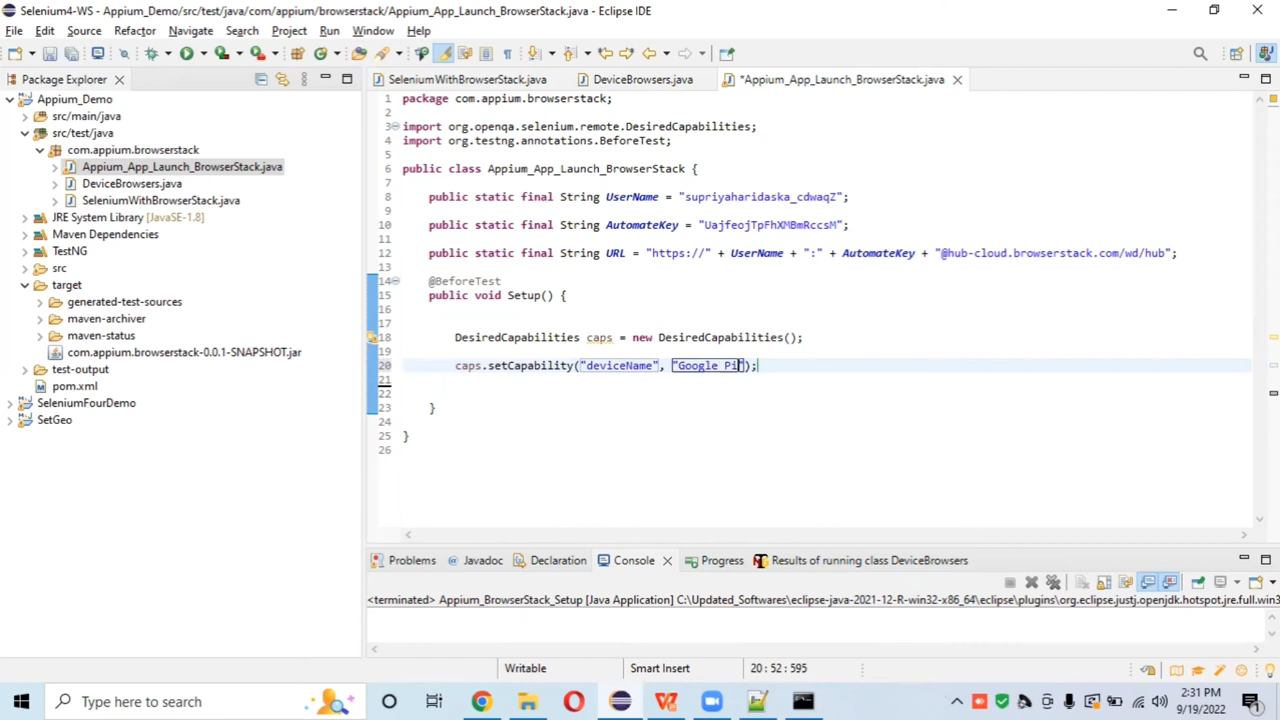 Selenium4-WS - Appium_Demo/src/test/java/com/appium/browserstack/Appium_App_Launch_BrowserStack.java - Eclipse IDE
File Edit Source Refactor Navigate Search Project Run Window Help
Package Explorer
SeleniumWithBrowserStack.java DeviceBrowsers.java *Appium_App_Launch_BrowserStack.java
Appium_Demo
src/main/java
src/test/java
com.appium.browserstack
Appium_App_Launch_BrowserStack.java
DeviceBrowsers.java
SeleniumWithBrowserStack.java
JRE System Library [JavaSE-1.8]
Maven Dependencies
TestNG
src
target
generated-test-sources
maven-archiver
maven-status
com.appium.browserstack-0.0.1-SNAPSHOT.jar
test-output
pom.xml
SeleniumFourDemo
SetGeo
1 package com.appium.browserstack;
2
3 import org.openqa.selenium.remote.DesiredCapabilities;
4 import org.testng.annotations.BeforeTest;
5
6 public class Appium_App_Launch_BrowserStack {
7
8 public static final String UserName = "supriyaharidaska_cdwaqZ";
9
10 public static final String AutomateKey = "UajfeojTpFhXMBmRccsM";
11
12 public static final String URL = "https://" + UserName + ":" + AutomateKey + "@hub-cloud.browserstack.com/wd/hub";
13
14 @BeforeTest
15 public void Setup() {
16
17
18 DesiredCapabilities caps = new DesiredCapabilities();
19
20 caps.setCapability("deviceName", "Google Pi");
21
22
23 }
24
25 }
26
Problems Javadoc Declaration Console Progress Results of running class DeviceBrowsers
<terminated> Appium_BrowserStack_Setup [Java Application] C:\Updated_Softwares\eclipse-java-2021-12-R-win32-x86_64\eclipse\plugins\org.eclipse.justj.openjdk.hotspot.jre.full.win3
Writable Smart Insert 20 : 52 : 595
Type here to search
2:31 PM
9/19/2022
1